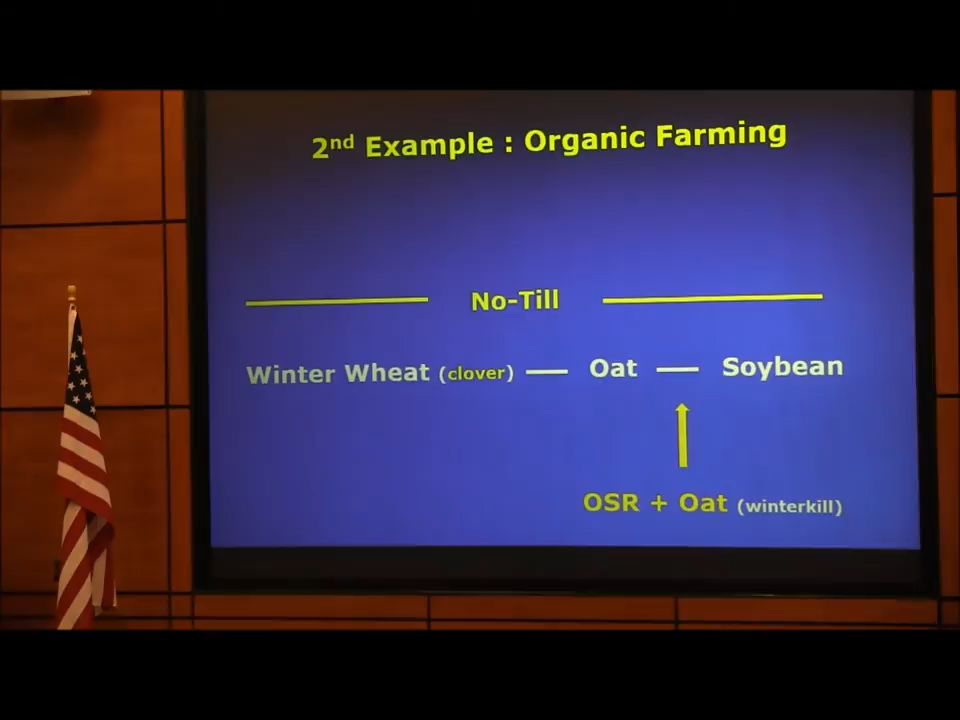 2nd Example : Organic Farming
No-Till
Winter Wheat (clover) — Oat — Soybean
OSR + Oat (winterkill)